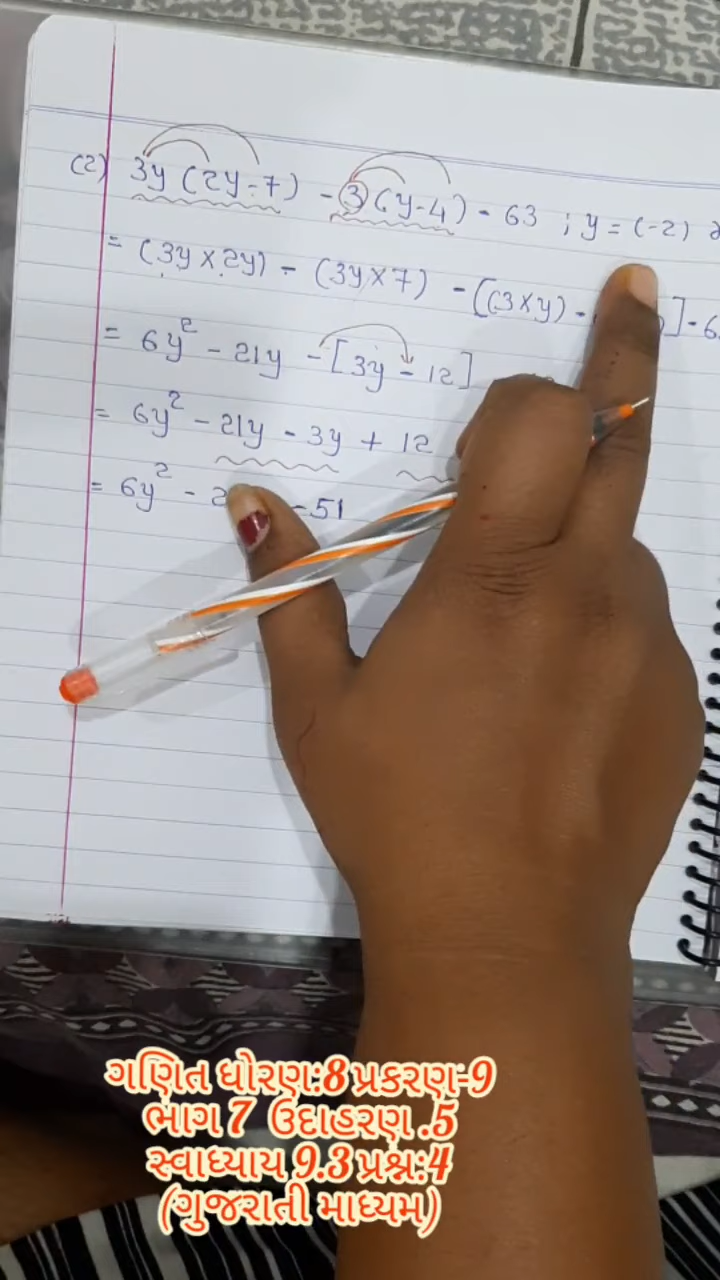 (2) 3y (2y-7) - 3(y-4) - 63 ; y = (-2)
= (3y × 2y) - (3y × 7) - [(3×y) - ] - 6
= 6y² - 21y - [3y - 12]
= 6y² - 21y - 3y + 12
= 6y² - 2 - 51
ગણિત ધોરણ:8 પ્રકરણ-9
ભાગ 7 ઉદાહરણ .5
સ્વાધ્યાય 9.3 પ્રશ્ન:4
(ગુજરાતી માધ્યમ)